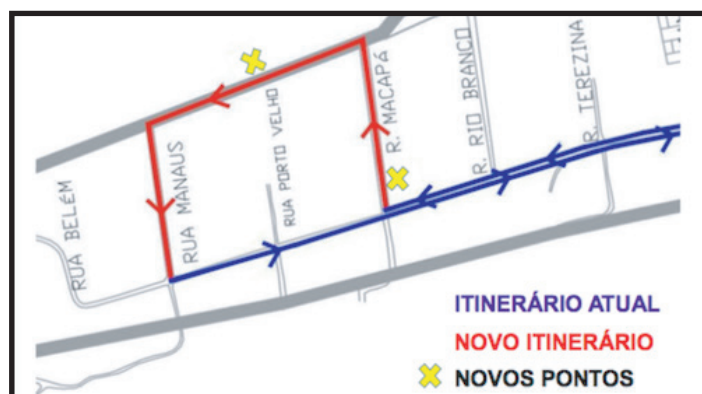 RUA BELÉM
RUA MANAUS
RUA PORTO VELHO
R. MACAPÁ
R. RIO BRANCO
R. TEREZINA
ITINERÁRIO ATUAL
NOVO ITINERÁRIO
NOVOS PONTOS